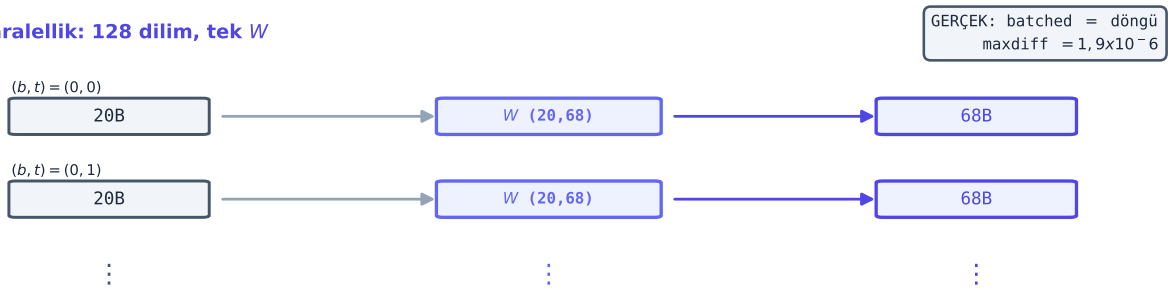 128 dilim, tek W
GERÇEK: batched = döngü
maxdiff = 1,9x10⁻6
(b, t) = (0, 0)
20B
W (20,68)
68B
(b, t) = (0, 1)
20B
W (20,68)
68B
⋮ ⋮ ⋮